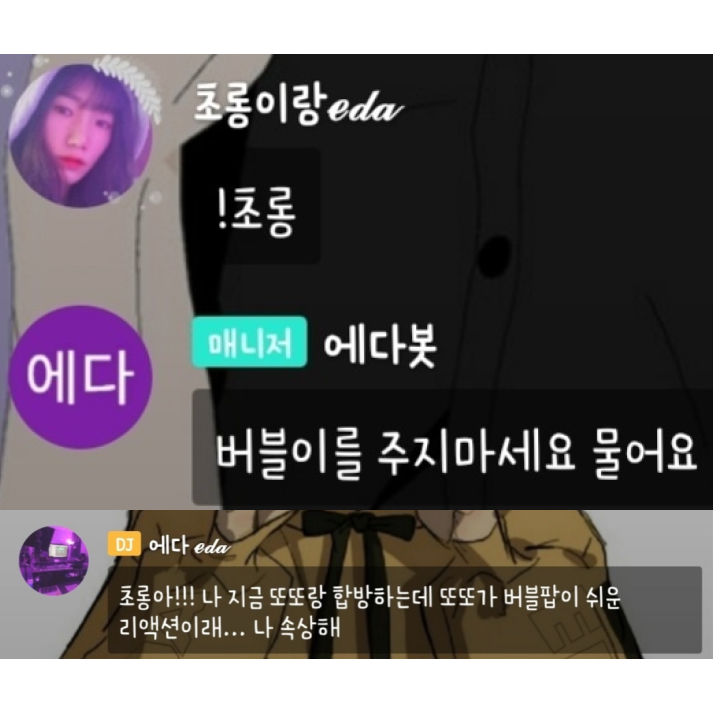 초롱이랑eda
!초롱
에다
매니저 에다봇
버블이를 주지마세요 물어요
DJ 에다 eda
초롱아!!! 나 지금 또또랑 합방하는데 또또가 버블팝이 쉬운
리액션이래... 나 속상해